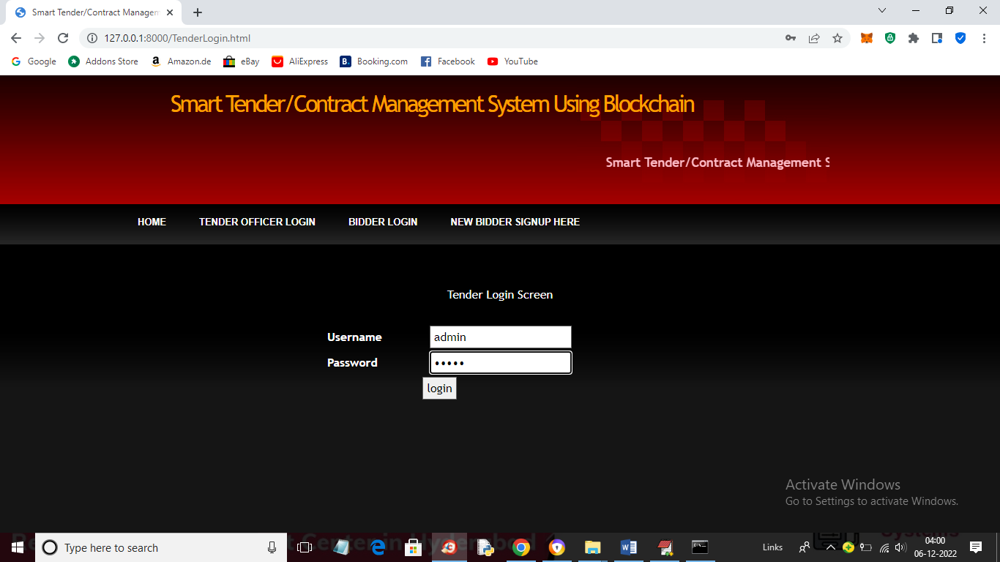 Smart Tender/Contract Managem
127.0.0.1:8000/TenderLogin.html
Google Addons Store Amazon.de eBay AliExpress Booking.com Facebook YouTube
Smart Tender/Contract Management System Using Blockchain
Smart Tender/Contract Management S
HOME TENDER OFFICER LOGIN BIDDER LOGIN NEW BIDDER SIGNUP HERE
Tender Login Screen
Username admin
Password •••••
login
Activate Windows
Go to Settings to activate Windows.
Type here to search
Links
04:00
06-12-2022